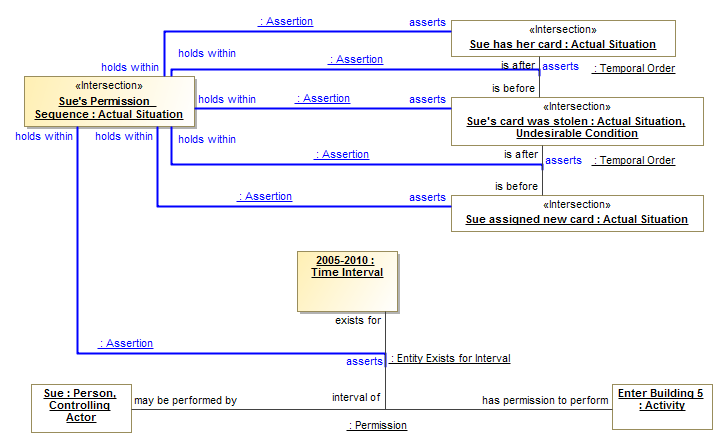 : Assertion
asserts
«Intersection»
Sue has her card : Actual Situation
holds within
holds within
: Assertion
is after
asserts
: Temporal Order
is before
«Intersection»
Sue's Permission
Sequence : Actual Situation
holds within
: Assertion
asserts
«Intersection»
Sue's card was stolen : Actual Situation,
Undesirable Condition
holds within
holds within
holds within
: Assertion
is after
asserts
: Temporal Order
is before
: Assertion
asserts
«Intersection»
Sue assigned new card : Actual Situation
2005-2010 :
Time Interval
exists for
: Assertion
asserts
: Entity Exists for Interval
Sue : Person,
Controlling
Actor
may be performed by
interval of
has permission to perform
Enter Building 5
: Activity
: Permission